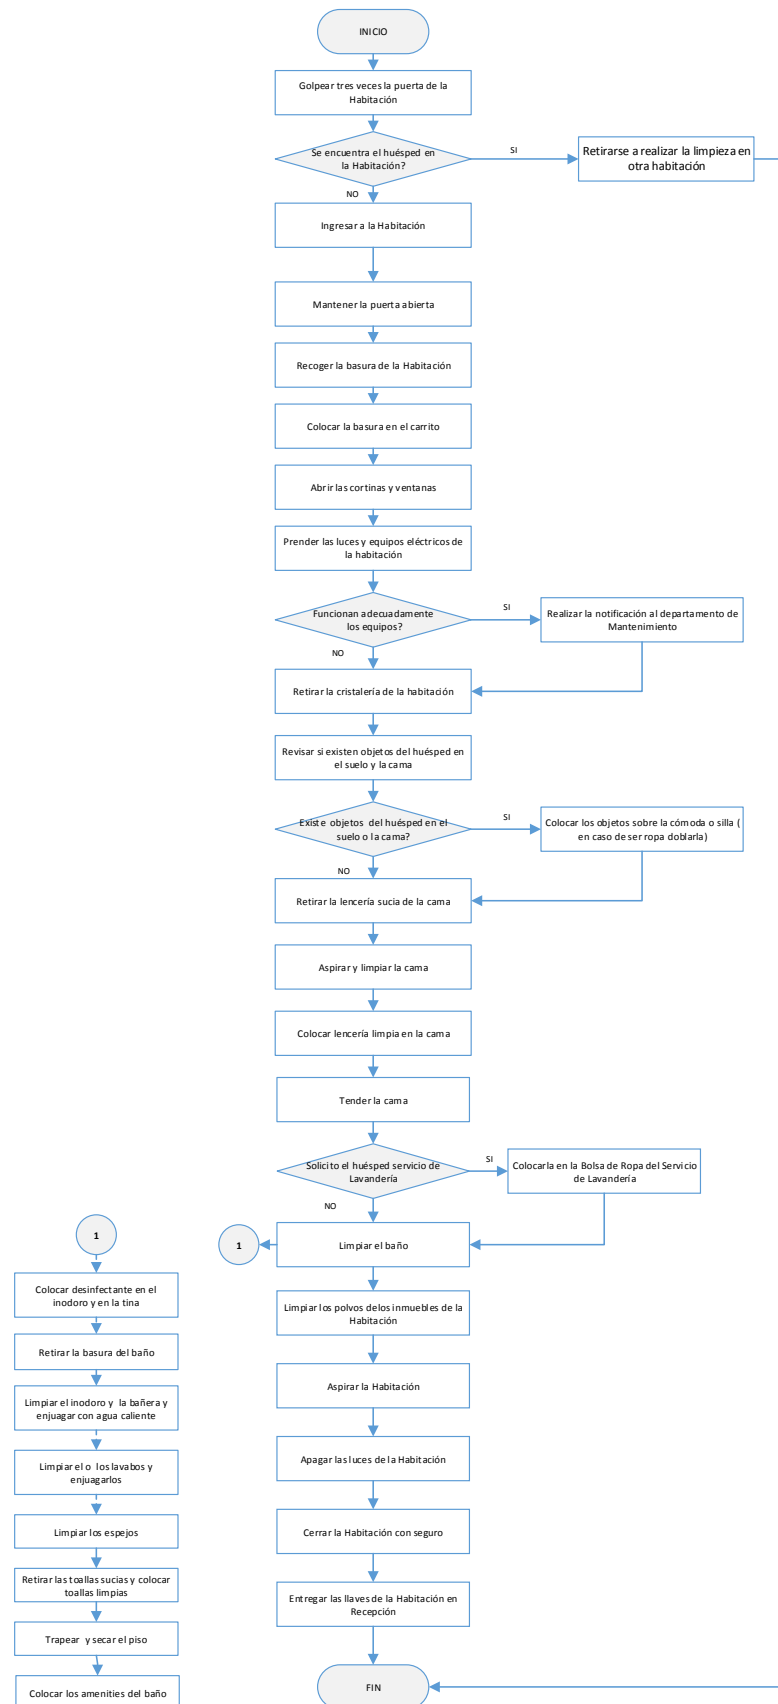 INICIO
Golpear tres veces la puerta de la
Habitación
Se encuentra el huésped en
la Habitación?
SI
Retirarse a realizar la limpieza en
otra habitación
NO
Ingresar a la Habitación
Mantener la puerta abierta
Recoger la basura de la Habitación
Colocar la basura en el carrito
Abrir las cortinas y ventanas
Prender las luces y equipos eléctricos de
la habitación
Funcionan adecuadamente
los equipos?
SI
Realizar la notificación al departamento de
Mantenimiento
NO
Retirar la cristalería de la habitación
Revisar si existen objetos del huésped en
el suelo y la cama
Existe objetos del huésped en el
suelo o la cama?
SI
Colocar los objetos sobre la cómoda o silla (
en caso de ser ropa doblarla)
NO
Retirar la lencería sucia de la cama
Aspirar y limpiar la cama
Colocar lencería limpia en la cama
Tender la cama
Solicito el huésped servicio de
Lavandería
SI
Colocarla en la Bolsa de Ropa del Servicio
de Lavandería
NO
Limpiar el baño
1
Limpiar los polvos delos inmuebles de la
Habitación
Aspirar la Habitación
Apagar las luces de la Habitación
Cerrar la Habitación con seguro
Entregar las llaves de la Habitación en
Recepción
FIN
1
Colocar desinfectante en el
inodoro y en la tina
Retirar la basura del baño
Limpiar el inodoro y la bañera y
enjuagar con agua caliente
Limpiar el o los lavabos y
enjuagarlos
Limpiar los espejos
Retirar las toallas sucias y colocar
toallas limpias
Trapear y secar el piso
Colocar los amenities del baño